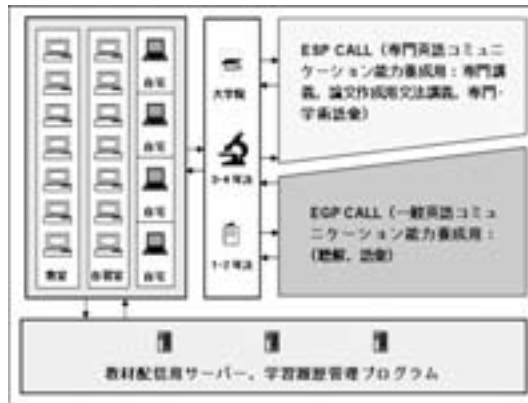 教室
自習室
自宅
自宅
自宅
自宅
大学院
3-4年次
1-2年次
ESP CALL（専門英語コミュニ
ケーション能力養成用：専門講
義、論文作成用文法講義、専門・
学術語彙）
EGP CALL（一般英語コミュ
ニケーション能力養成用：
（聴解、語彙）
教材配信用サーバー、学習履歴管理プログラム